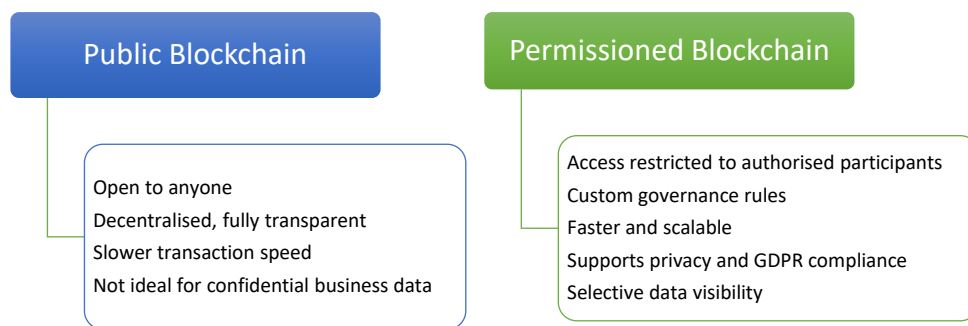 Public Blockchain
Open to anyone
Decentralised, fully transparent
Slower transaction speed
Not ideal for confidential business data
Permissioned Blockchain
Access restricted to authorised participants
Custom governance rules
Faster and scalable
Supports privacy and GDPR compliance
Selective data visibility